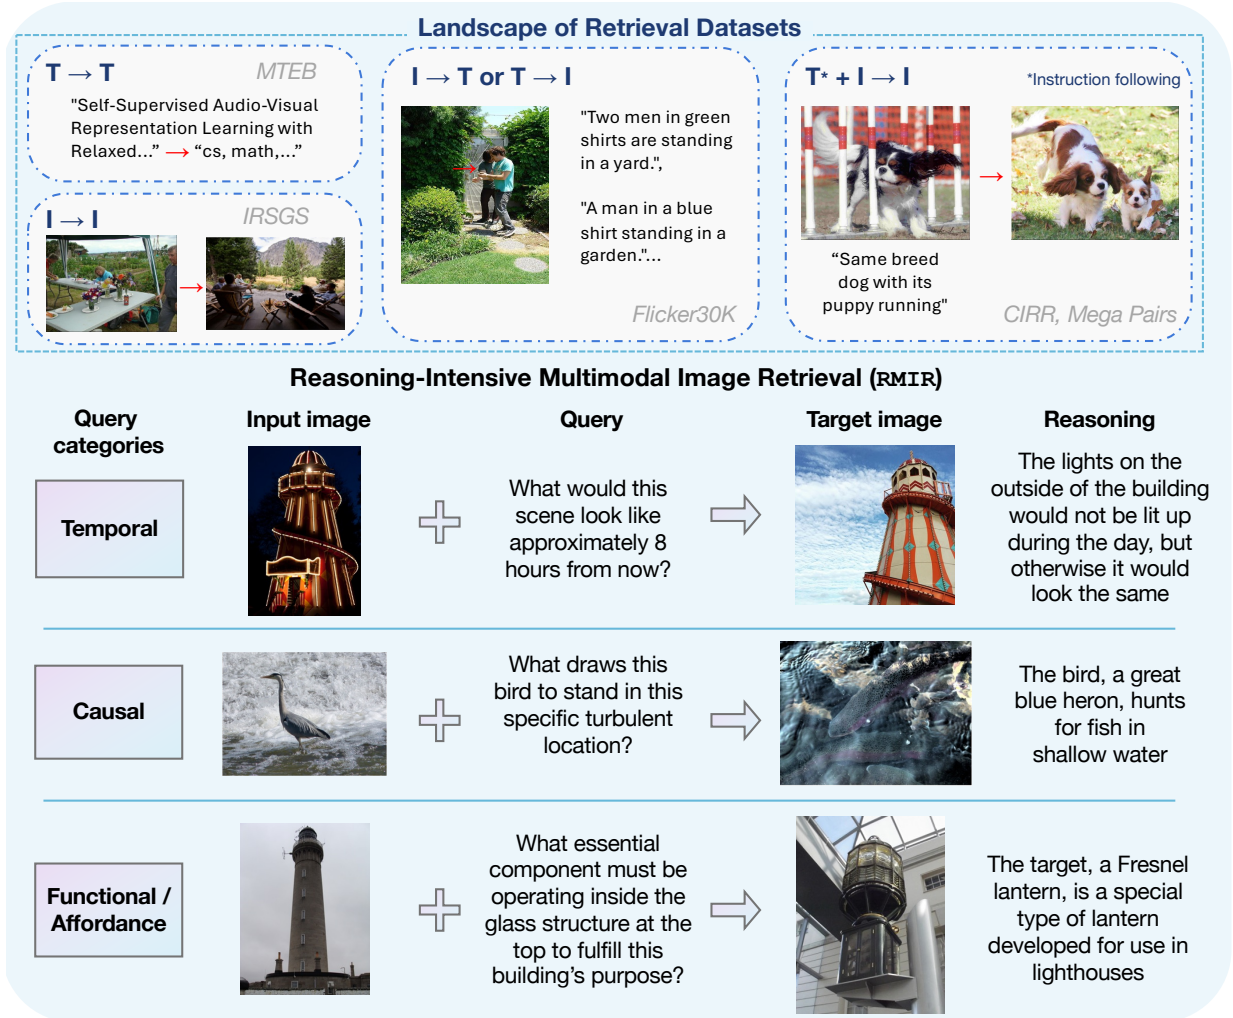 Landscape of Retrieval Datasets
T → T
MTEB
"Self-Supervised Audio-Visual
Representation Learning with
Relaxed..." → “cs, math,...”
I → I
IRSGS
I → T or T → I
"Two men in green
shirts are standing
in a yard.",
"A man in a blue
shirt standing in a
garden."...
Flicker30K
T* + I → I
*Instruction following
“Same breed
dog with its
puppy running"
CIRR, Mega Pairs
Reasoning-Intensive Multimodal Image Retrieval (RMIR)
Query
categories
Input image
Query
Target image
Reasoning
Temporal
What would this
scene look like
approximately 8
hours from now?
The lights on the
outside of the building
would not be lit up
during the day, but
otherwise it would
look the same
Causal
What draws this
bird to stand in this
specific turbulent
location?
The bird, a great
blue heron, hunts
for fish in
shallow water
Functional /
Affordance
What essential
component must be
operating inside the
glass structure at the
top to fulfill this
building’s purpose?
The target, a Fresnel
lantern, is a special
type of lantern
developed for use in
lighthouses